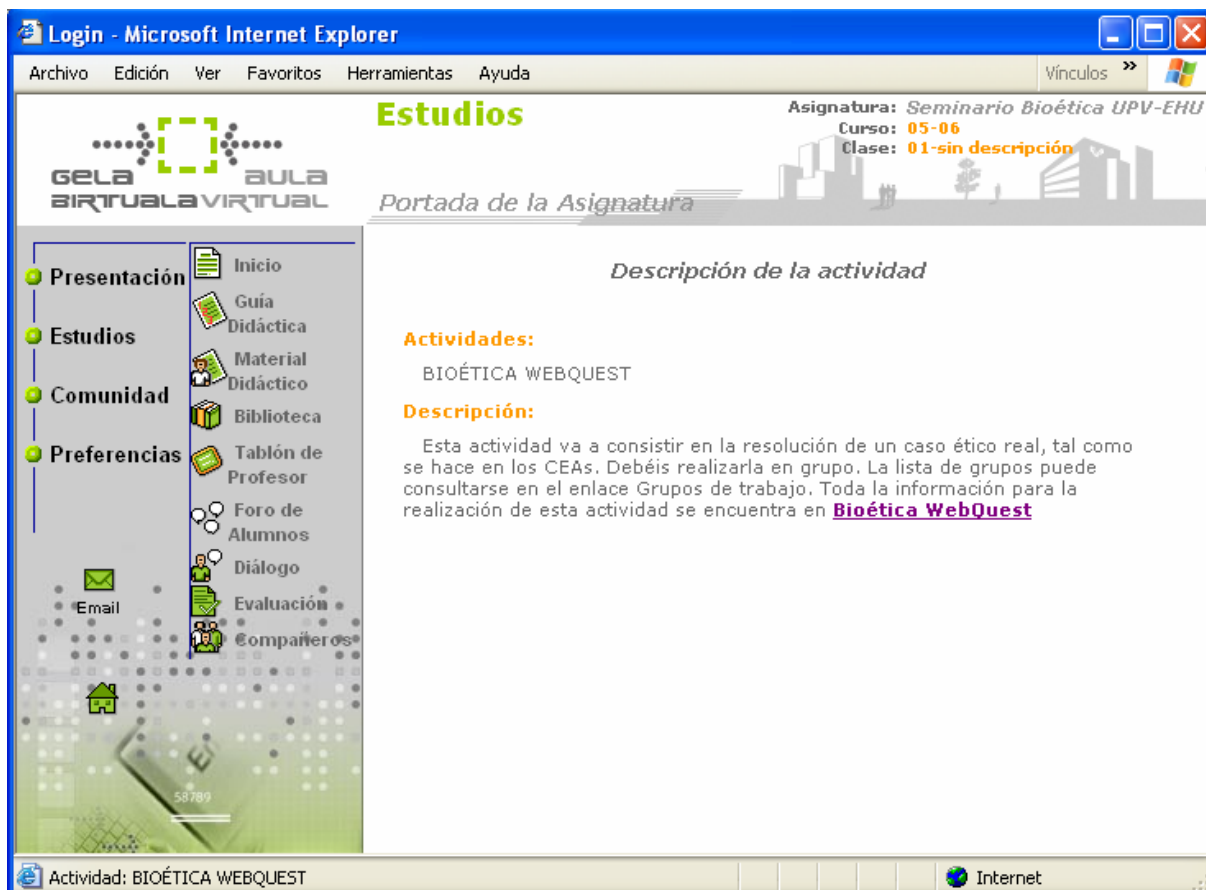 Login - Microsoft Internet Explorer
Archivo Edición Ver Favoritos Herramientas Ayuda Vínculos »
GELA AULA
BIRTUALA VIRTUAL
Estudios
Asignatura: Seminario Bioética UPV-EHU
Curso: 05-06
Clase: 01-sin descripción
Portada de la Asignatura
Presentación
Estudios
Comunidad
Preferencias
Email
Inicio
Guía
Didáctica
Material
Didáctico
Biblioteca
Tablón de
Profesor
Foro de
Alumnos
Diálogo
Evaluación
Compañeros
58789
Descripción de la actividad
Actividades:
BIOÉTICA WEBQUEST
Descripción:
Esta actividad va a consistir en la resolución de un caso ético real, tal como
se hace en los CEAs. Debéis realizarla en grupo. La lista de grupos puede
consultarse en el enlace Grupos de trabajo. Toda la información para la
realización de esta actividad se encuentra en Bioética WebQuest
Actividad: BIOÉTICA WEBQUEST
Internet